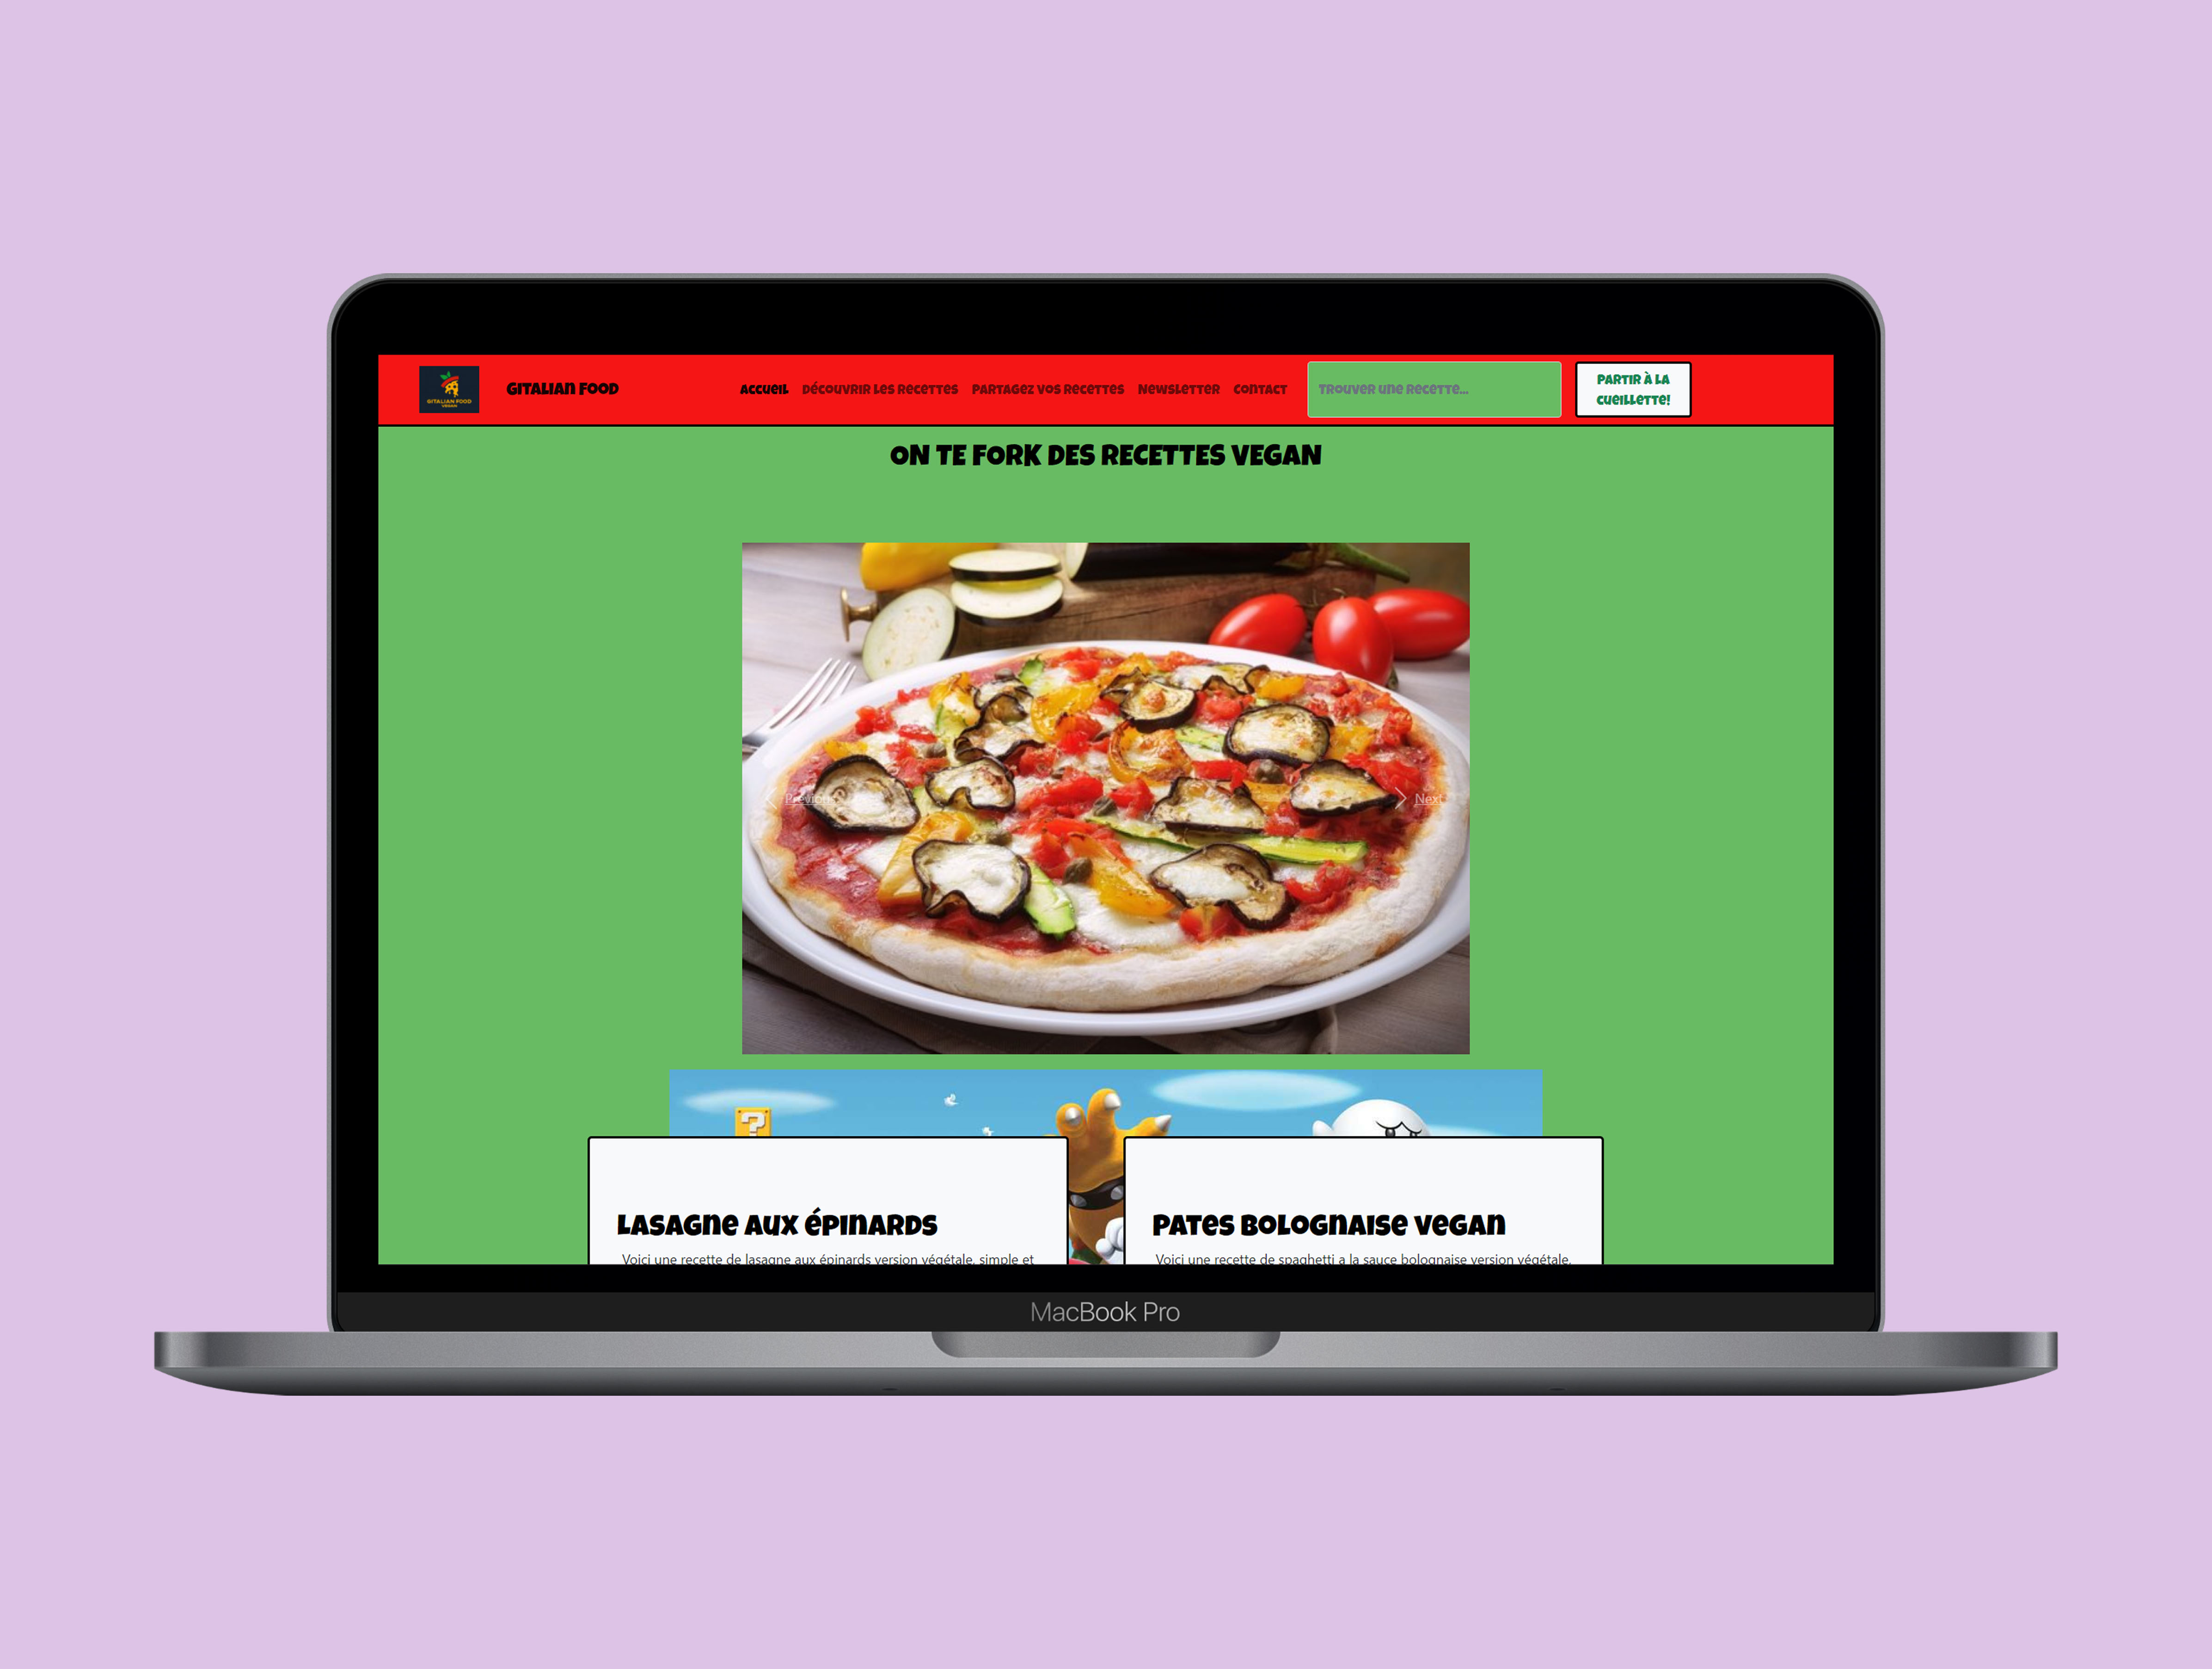 GITALIAN FOOD
VEGAN
GITALIAN FOOD
ACCUEIL
DÉCOUVRIR LES RECETTES
PARTAGEZ VOS RECETTES
NEWSLETTER
CONTACT
TROUVER UNE RECETTE...
PARTIR À LA
CUEILLETTE!
ON TE FORK DES RECETTES VEGAN
Previous
Next
?
LASAGNE AUX ÉPINARDS
PATES BOLOGNAISE VEGAN
Voici une recette de lasagne aux épinards version végétale, simple et
Voici une recette de spaghetti a la sauce bolognaise version végétale,
MacBook Pro